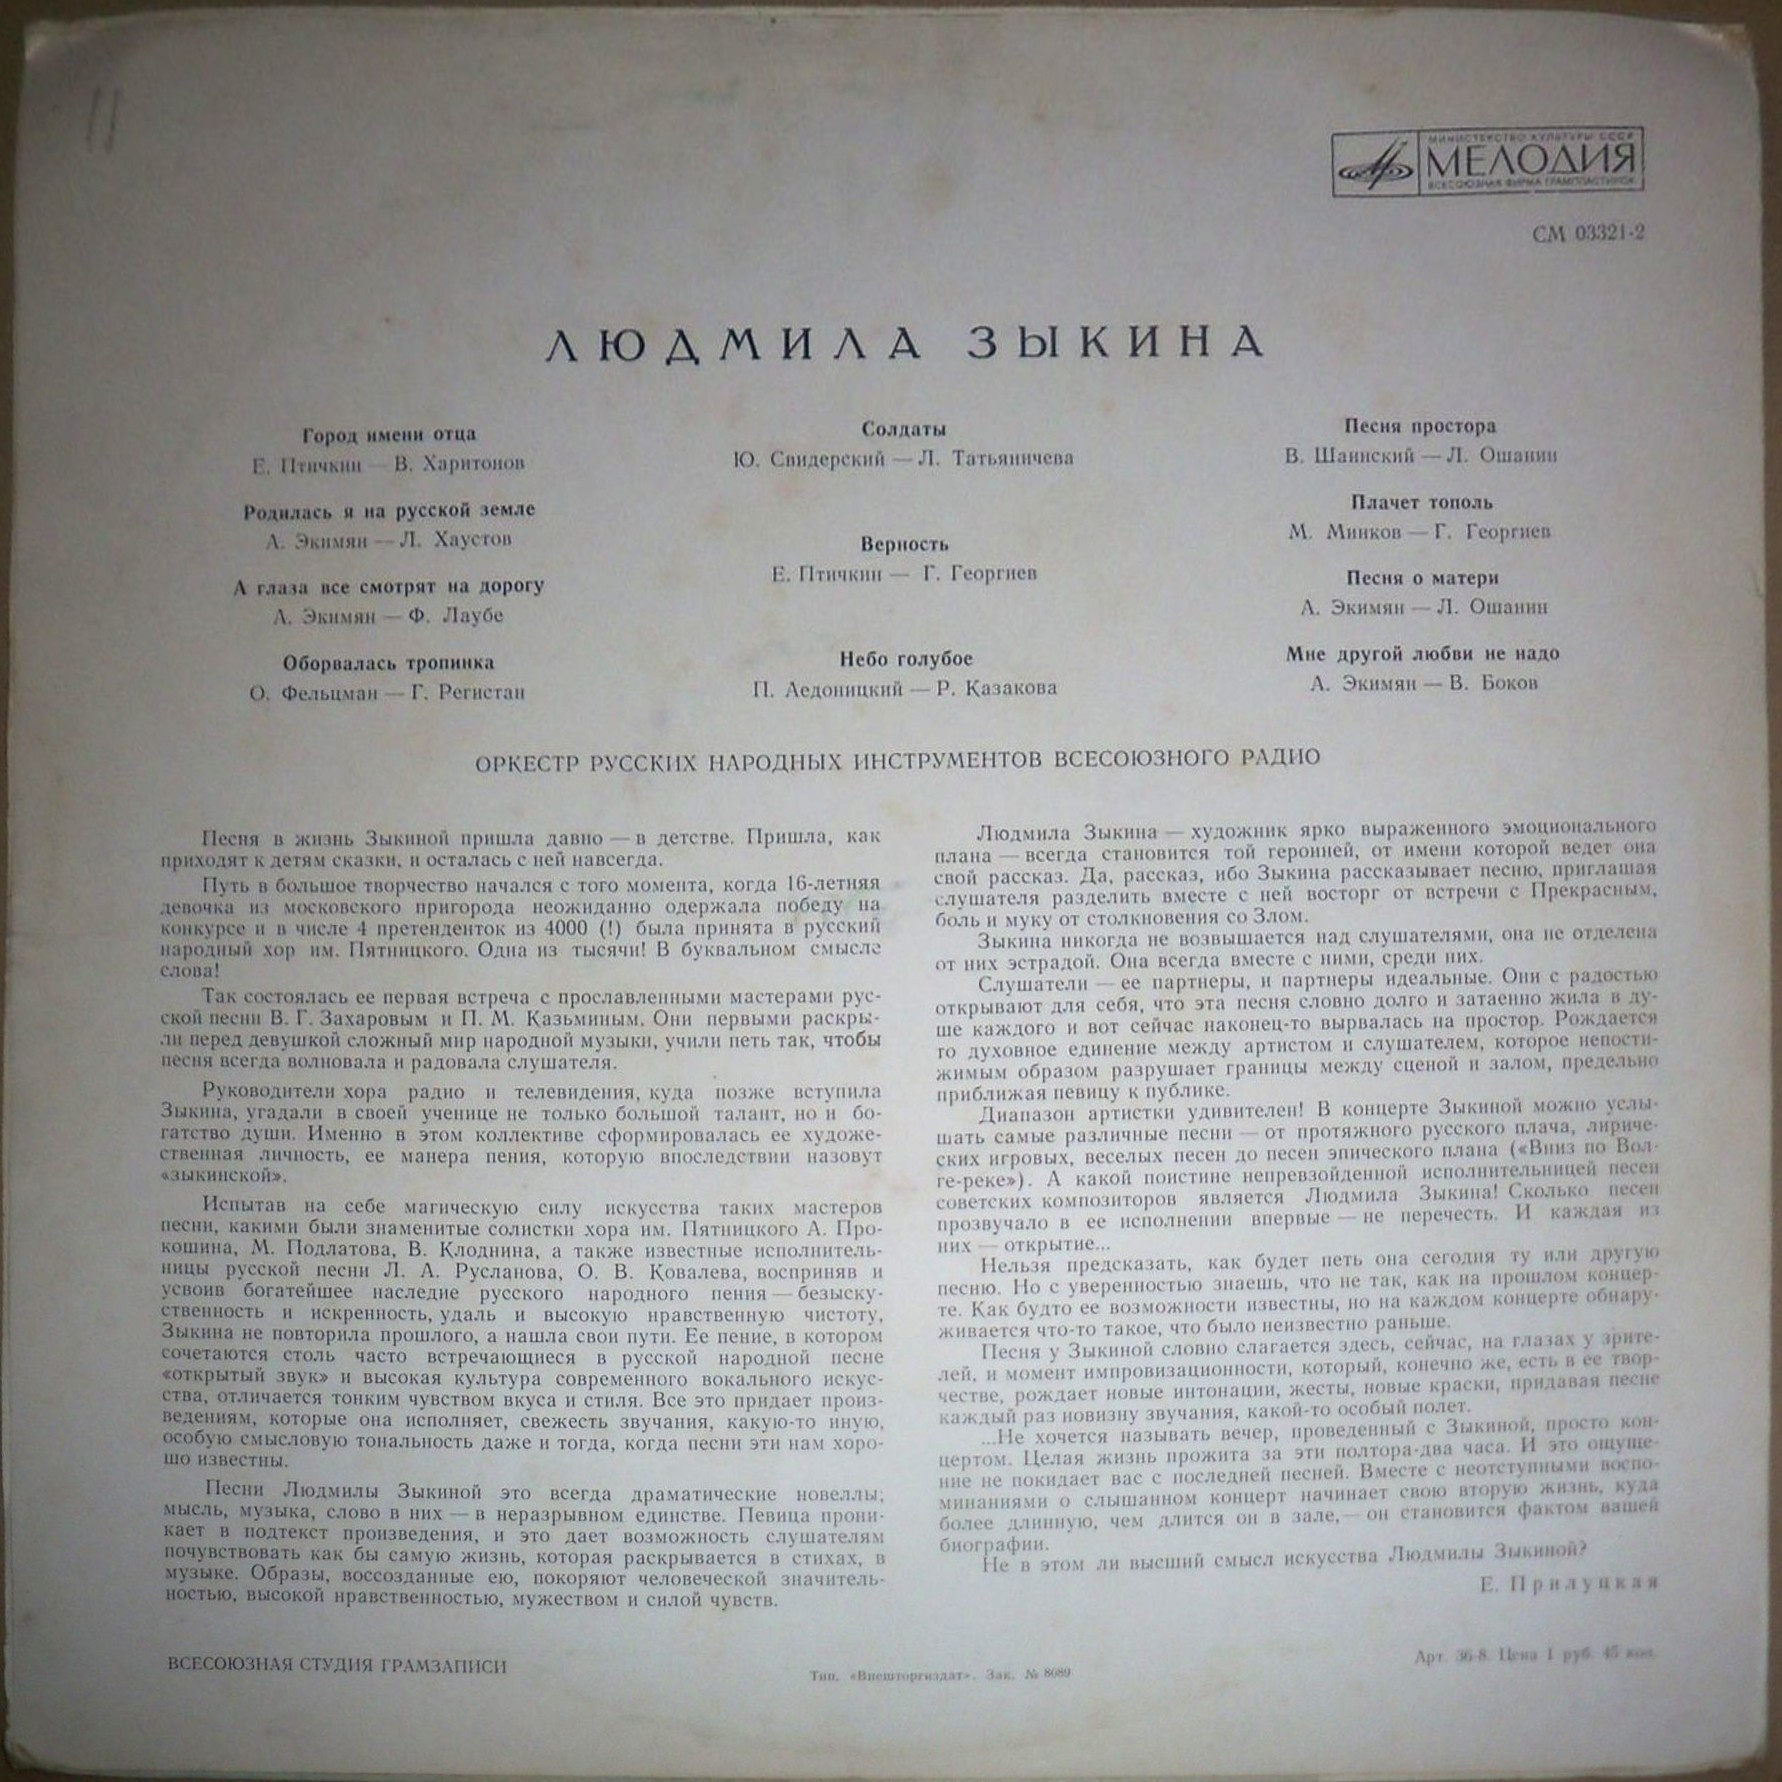 11
МИНИСТЕРСТВО КУЛЬТУРЫ СССР
МЕЛОДИЯ
ВСЕСОЮЗНАЯ ФИРМА ГРАМПЛАСТИНОК
СМ 03321-2
ЛЮДМИЛА ЗЫКИНА
Город имени отца
Е. Птичкин — В. Харитонов
Родилась я на русской земле
А. Экимян — Л. Хаустов
А глаза все смотрят на дорогу
А. Экимян — Ф. Лаубе
Оборвалась тропинка
О. Фельцман — Г. Регистан
Солдаты
Ю. Свидерский — Л. Татьяничева
Верность
Е. Птичкин — Г. Георгиев
Небо голубое
П. Аедоницкий — Р. Казакова
Песня простора
В. Шаинский — Л. Ошанин
Плачет тополь
М. Минков — Г. Георгиев
Песня о матери
А. Экимян — Л. Ошанин
Мне другой любви не надо
А. Экимян — В. Боков
ОРКЕСТР РУССКИХ НАРОДНЫХ ИНСТРУМЕНТОВ ВСЕСОЮЗНОГО РАДИО
Песня в жизнь Зыкиной пришла давно — в детстве. Пришла, как
приходят к детям сказки, и осталась с ней навсегда.
Путь в большое творчество начался с того момента, когда 16-летняя
девочка из московского пригорода неожиданно одержала победу на
конкурсе и в числе 4 претенденток из 4000 (!) была принята в русский
народный хор им. Пятницкого. Одна из тысячи! В буквальном смысле
слова!
Так состоялась ее первая встреча с прославленными мастерами рус-
ской песни В. Г. Захаровым и П. М. Казьминым. Они первыми раскры-
ли перед девушкой сложный мир народной музыки, учили петь так, чтобы
песня всегда волновала и радовала слушателя.
Руководители хора радио и телевидения, куда позже вступила
Зыкина, угадали в своей ученице не только большой талант, но и бо-
гатство души. Именно в этом коллективе сформировалась ее художе-
ственная личность, ее манера пения, которую впоследствии назовут
«зыкинской».
Испытав на себе магическую силу искусства таких мастеров
песни, какими были знаменитые солистки хора им. Пятницкого А. Про-
кошина, М. Подлатова, В. Клоднина, а также известные исполнитель-
ницы русской песни Л. А. Русланова, О. В. Ковалева, восприняв и
усвоив богатейшее наследие русского народного пения — безыску-
ственность и искренность, удаль и высокую нравственную чистоту,
Зыкина не повторила прошлого, а нашла свои пути. Ее пение, в котором
сочетаются столь часто встречающиеся в русской народной песне
«открытый звук» и высокая культура современного вокального искус-
ства, отличается тонким чувством вкуса и стиля. Все это придает произ-
ведениям, которые она исполняет, свежесть звучания, какую-то иную,
особую смысловую тональность даже и тогда, когда песни эти нам хоро-
шо известны.
Песни Людмилы Зыкиной это всегда драматические новеллы;
мысль, музыка, слово в них — в неразрывном единстве. Певица прони-
кает в подтекст произведения, и это дает возможность слушателям
почувствовать как бы самую жизнь, которая раскрывается в стихах, в
музыке. Образы, воссозданные ею, покоряют человеческой значитель-
ностью, высокой нравственностью, мужеством и силой чувств.
Людмила Зыкина — художник ярко выраженного эмоционального
плана — всегда становится той героиней, от имени которой ведет она
свой рассказ. Да, рассказ, ибо Зыкина рассказывает песню, приглашая
слушателя разделить вместе с ней восторг от встречи с Прекрасным,
боль и муку от столкновения со Злом.
Зыкина никогда не возвышается над слушателями, она не отделена
от них эстрадой. Она всегда вместе с ними, среди них.
Слушатели — ее партнеры, и партнеры идеальные. Они с радостью
открывают для себя, что эта песня словно долго и затаенно жила в ду-
ше каждого и вот сейчас наконец-то вырвалась на простор. Рождается
то духовное единение между артистом и слушателем, которое непости-
жимым образом разрушает границы между сценой и залом, предельно
приближая певицу к публике.
Диапазон артистки удивителен! В концерте Зыкиной можно услы-
шать самые различные песни — от протяжного русского плача, лириче-
ских игровых, веселых песен до песен эпического плана («Вниз по Вол-
ге-реке»). А какой поистине непревзойденной исполнительницей песен
советских композиторов является Людмила Зыкина! Сколько песен
прозвучало в ее исполнении впервые — не перечесть. И каждая из
них — открытие...
Нельзя предсказать, как будет петь она сегодня ту или другую
песню. Но с уверенностью знаешь, что не так, как на прошлом концер-
те. Как будто ее возможности известны, но на каждом концерте обнару-
живается что-то такое, что было неизвестно раньше.
Песня у Зыкиной словно слагается здесь, сейчас, на глазах у зрите-
лей, и момент импровизационности, который, конечно же, есть в ее твор-
честве, рождает новые интонации, жесты, новые краски, придавая песне
каждый раз новизну звучания, какой-то особый полет.
...Не хочется называть вечер, проведенный с Зыкиной, просто кон-
цертом. Целая жизнь прожита за эти полтора-два часа. И это ощуще-
ние не покидает вас с последней песней. Вместе с неотступными воспо-
минаниями о слышанном концерт начинает свою вторую жизнь, куда
более длинную, чем длится он в зале,— он становится фактом вашей
биографии.
Не в этом ли высший смысл искусства Людмилы Зыкиной?
Е. Прилуцкая
ВСЕСОЮЗНАЯ СТУДИЯ ГРАМЗАПИСИ
Тип. «Внешторгиздат». Зак. № 8089
Арт. 36-8. Цена 1 руб. 45 коп.